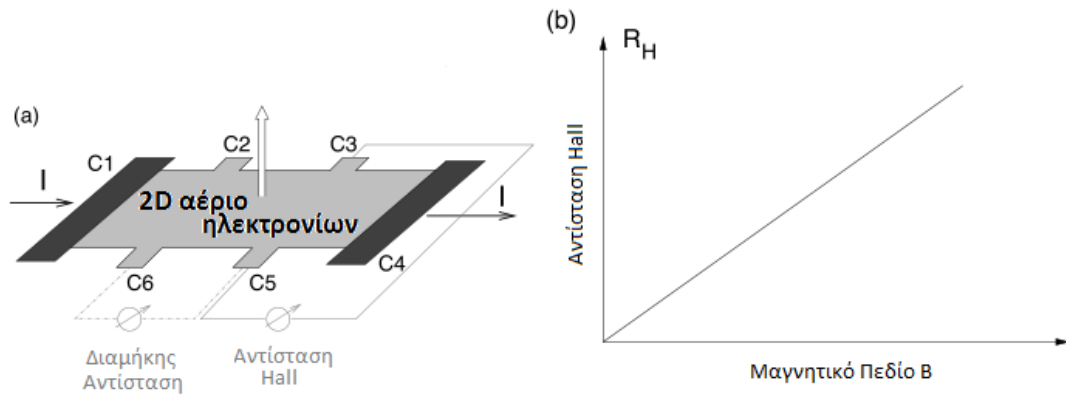 (a)
I
C1
C2
C3
2D αέριο
ηλεκτρονίων
I
C4
C5
C6
Διαμήκης
Αντίσταση
Αντίσταση
Hall
(b)
R_H
Αντίσταση Hall
Μαγνητικό Πεδίο Β